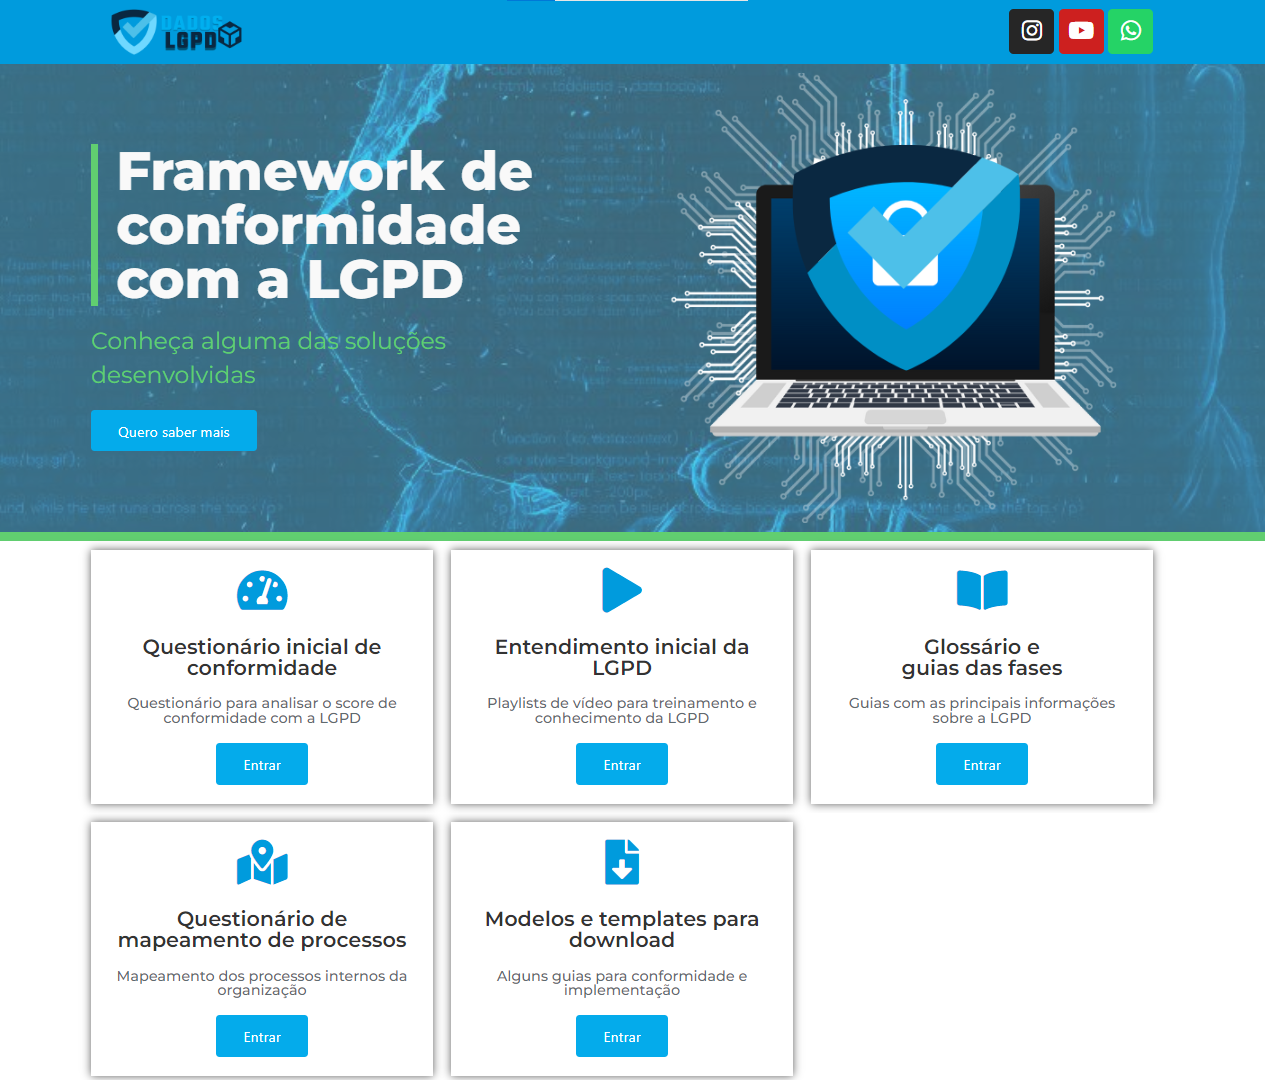 DADOS
LGPD
Framework de
conformidade
com a LGPD
Conheça alguma das soluções
desenvolvidas
Quero saber mais
Questionário inicial de
conformidade
Questionário para analisar o score de
conformidade com a LGPD
Entrar
Entendimento inicial da
LGPD
Playlists de vídeo para treinamento e
conhecimento da LGPD
Entrar
Glossário e
guias das fases
Guias com as principais informações
sobre a LGPD
Entrar
Questionário de
mapeamento de processos
Mapeamento dos processos internos da
organização
Entrar
Modelos e templates para
download
Alguns guias para conformidade e
implementação
Entrar